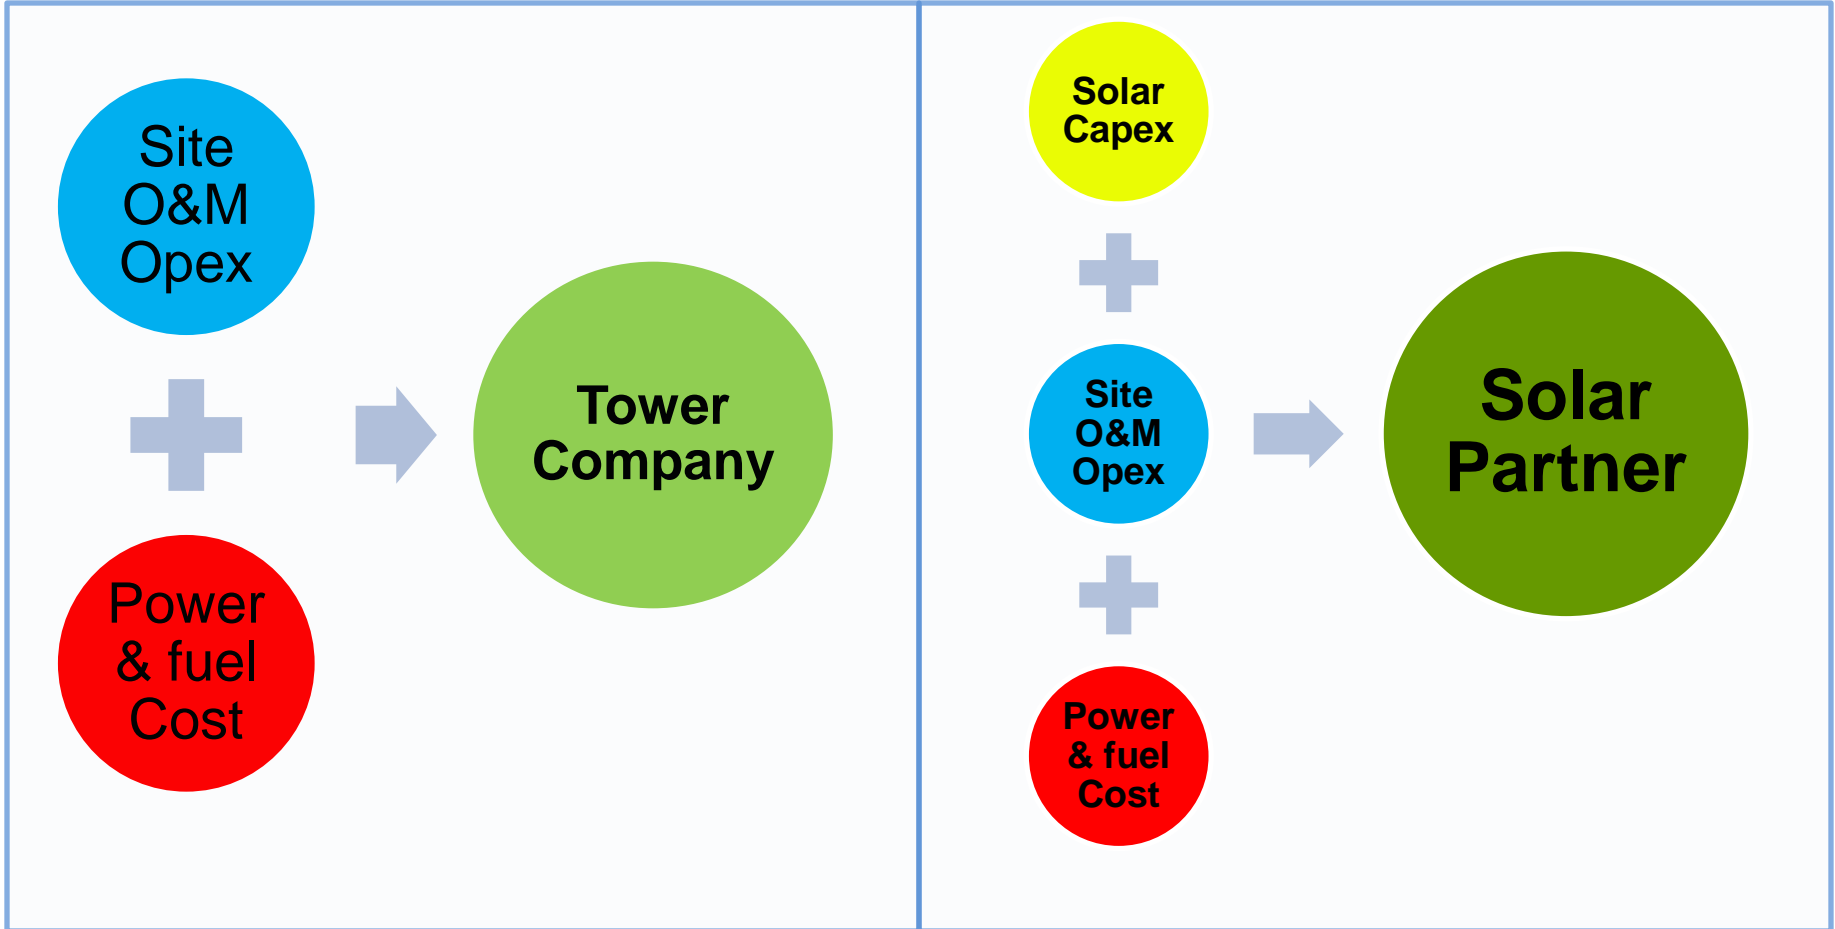 Site
O&M
Opex
Power
& fuel
Cost
Tower
Company
Solar
Capex
Site
O&M
Opex
Power
& fuel
Cost
Solar
Partner